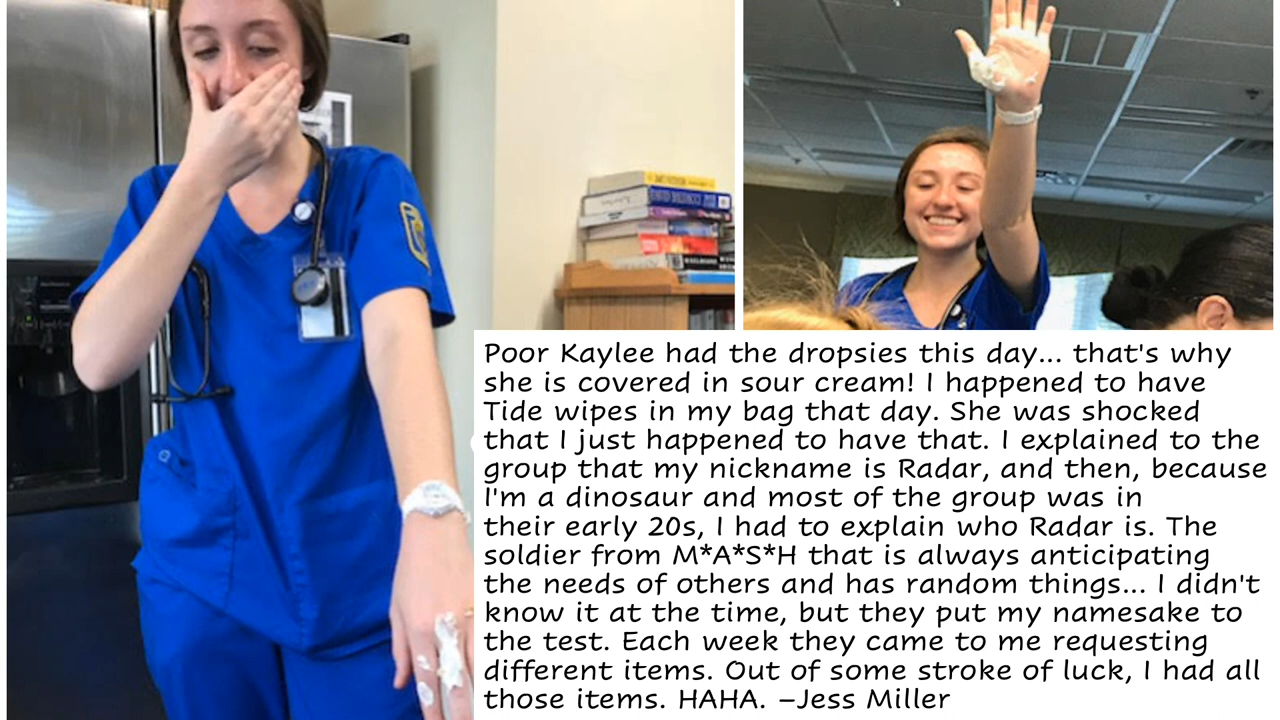 Poor Kaylee had the dropsies this day... that's why
she is covered in sour cream! I happened to have
Tide wipes in my bag that day. She was shocked
that I just happened to have that. I explained to the
group that my nickname is Radar, and then, because
I'm a dinosaur and most of the group was in
their early 20s, I had to explain who Radar is. The
soldier from M*A*S*H that is always anticipating
the needs of others and has random things... I didn't
know it at the time, but they put my namesake to
the test. Each week they came to me requesting
different items. Out of some stroke of luck, I had all
those items. HAHA. –Jess Miller